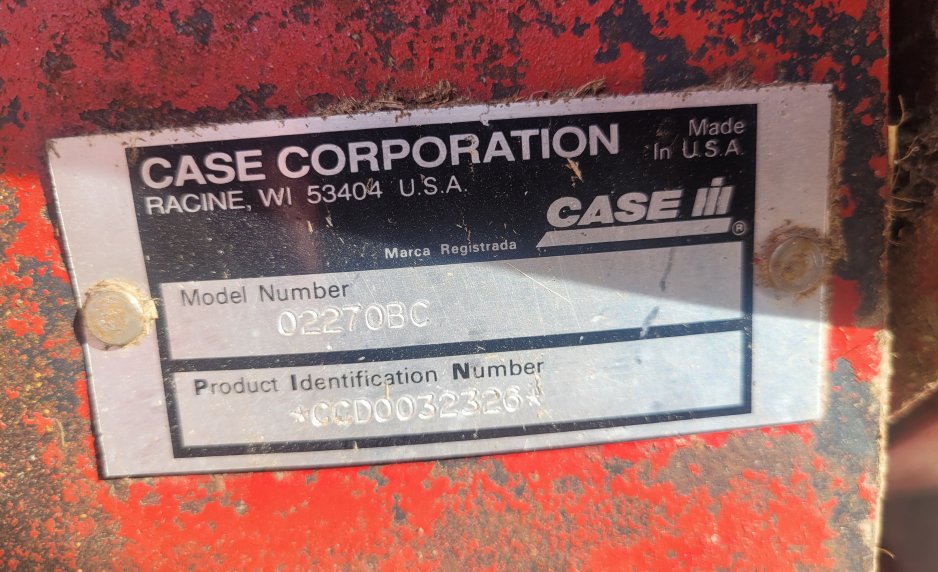 CASE CORPORATION
RACINE, WI 53404 U.S.A.
Made
In U.S.A.
CASE IH
®
Marca Registrada
Model Number
02270BC
Product Identification Number
*CCD0032326*